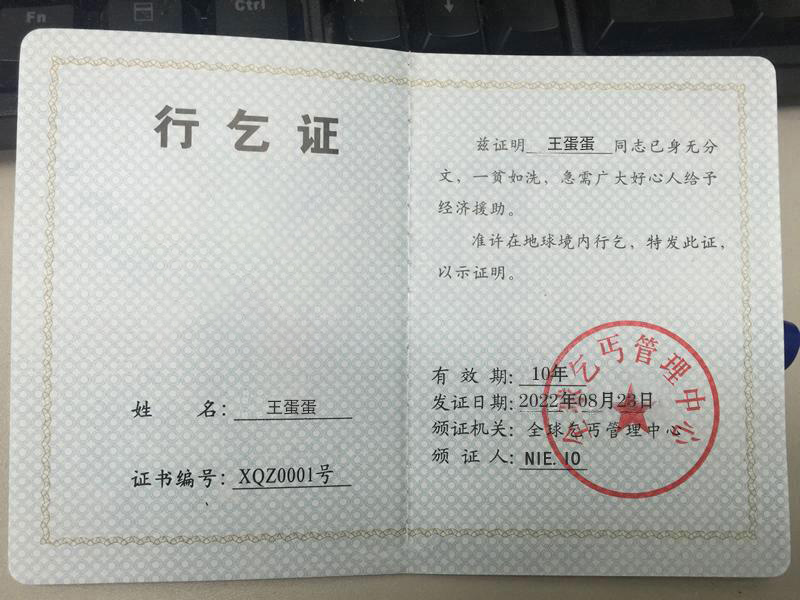 Fn
Ctrl
行乞证
姓 名：王蛋蛋
证书编号：XQZ0001号
兹证明 王蛋蛋 同志已身无分
文，一贫如洗，急需广大好心人给予
经济援助。
准许在地球境内行乞，特发此证，
以示证明。
有效期：10年
发证日期：2022年08月23日
颁证机关：全球乞丐管理中心
颁证人：NIE.IO
全球乞丐管理中心